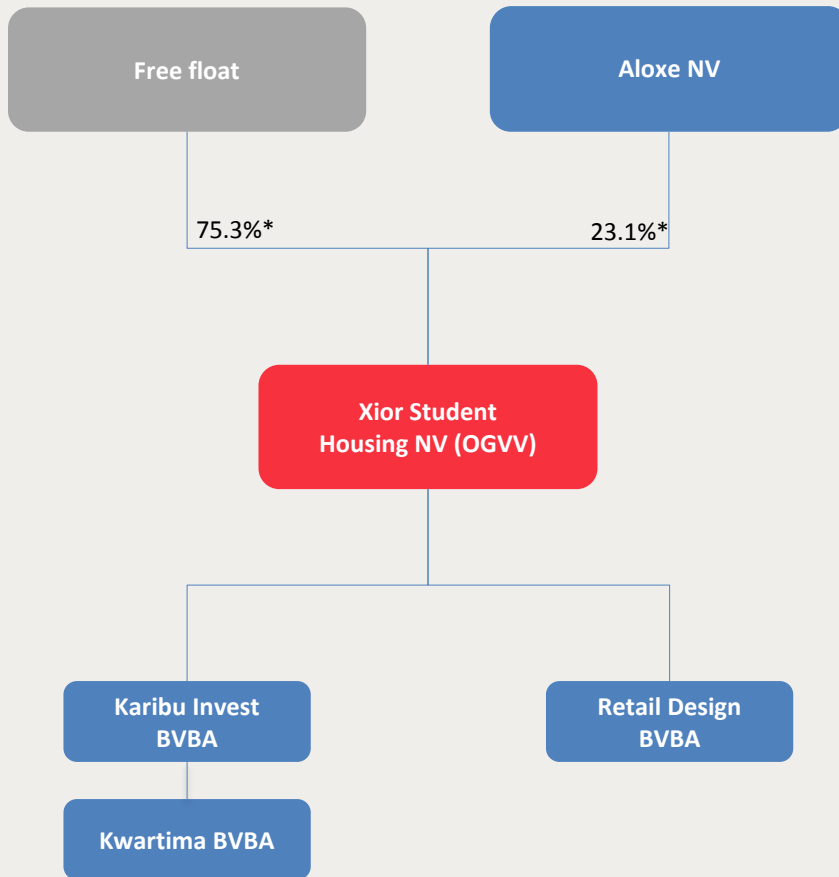 Free float
Aloxe NV
75.3%*
23.1%*
Xior Student
Housing NV (OGVV)
Karibu Invest
BVBA
Retail Design
BVBA
Kwartima BVBA